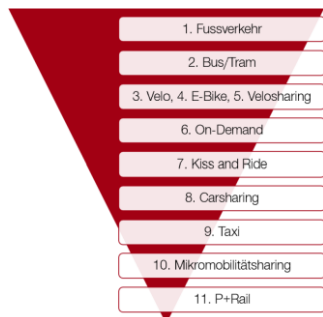 1. Fussverkehr
2. Bus/Tram
3. Velo, 4. E-Bike, 5. Velosharing
6. On-Demand
7. Kiss and Ride
8. Carsharing
9. Taxi
10. Mikromobilitätsharing
11. P+Rail